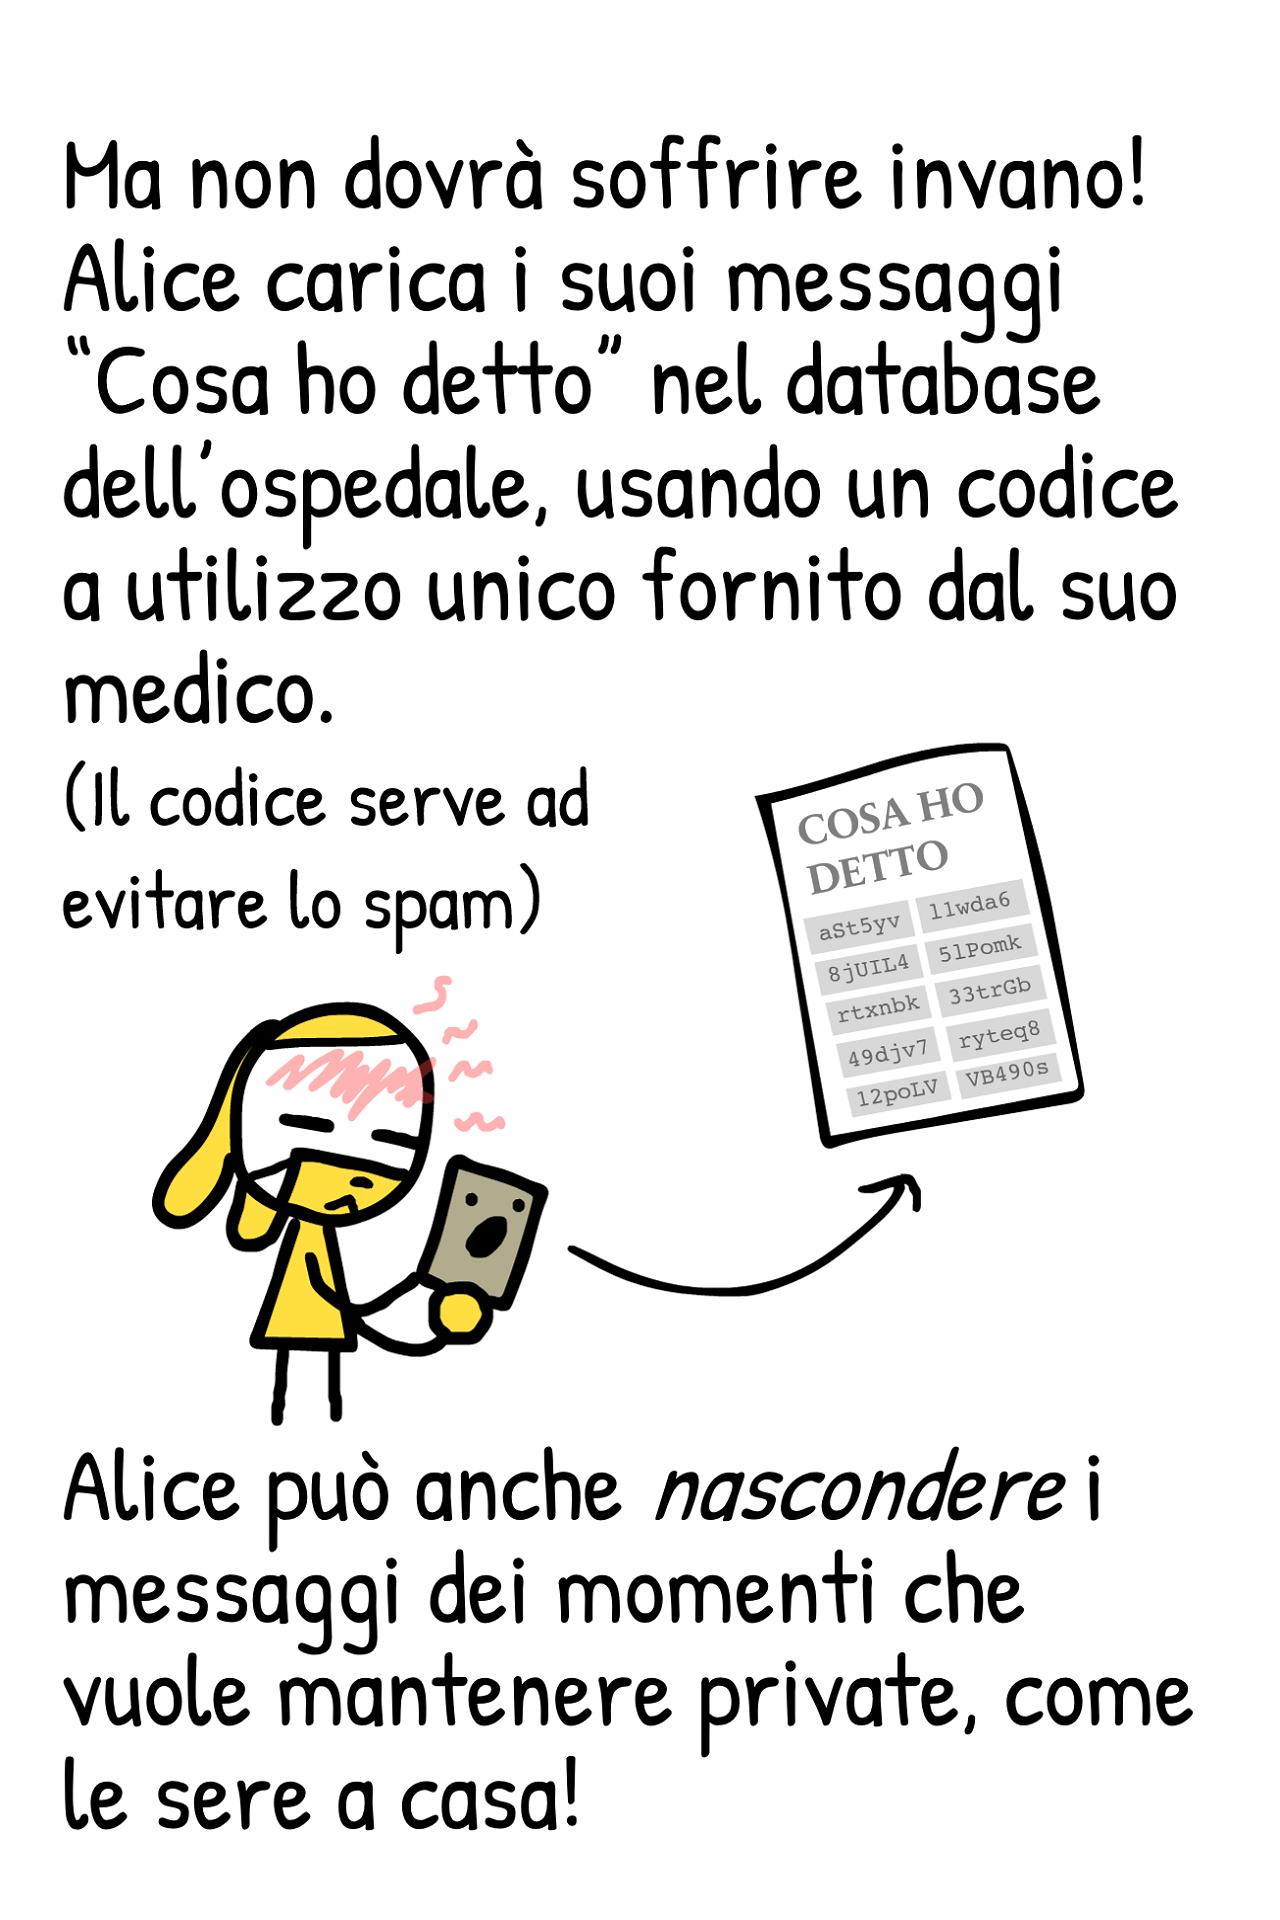 Ma non dovrà soffrire invano!
Alice carica i suoi messaggi
“Cosa ho detto” nel database
dell’ospedale, usando un codice
a utilizzo unico fornito dal suo
medico.
(Il codice serve ad
evitare lo spam)
COSA HO
DETTO
aSt5yv 11wda6
8jUIL4 51Pomk
rtxnbk 33trGb
49djv7 ryteq8
12poLV VB490s
Alice può anche nascondere i
messaggi dei momenti che
vuole mantenere private, come
le sere a casa!